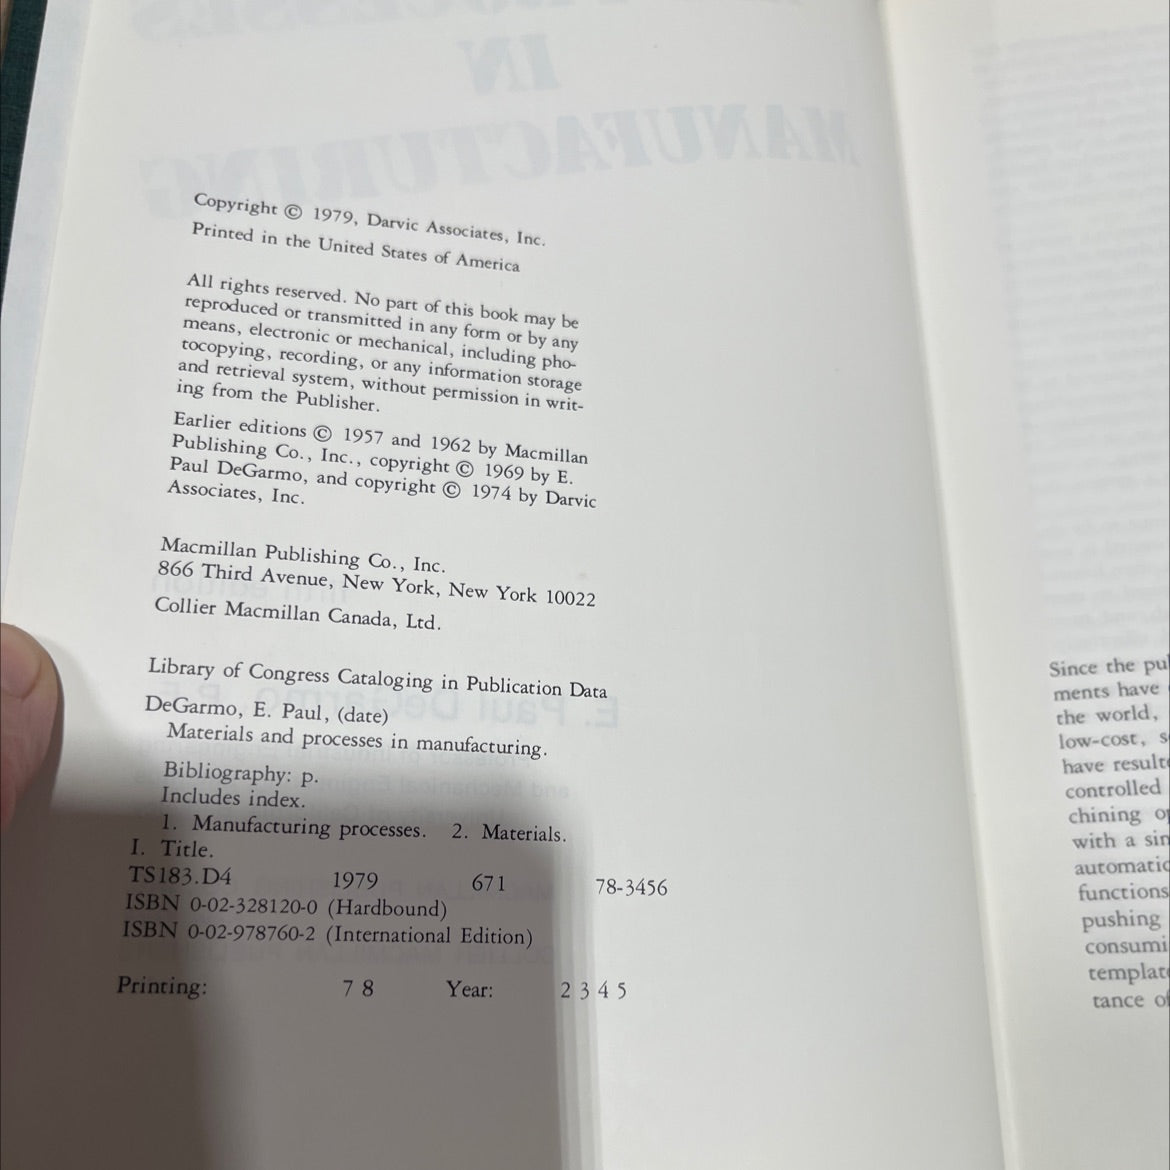 Copyright © 1979, Darvic Associates, Inc.
Printed in the United States of America
All rights reserved. No part of this book may be
reproduced or transmitted in any form or by any
means, electronic or mechanical, including pho-
tocopying, recording, or any information storage
and retrieval system, without permission in writ-
ing from the Publisher.
Earlier editions © 1957 and 1962 by Macmillan
Publishing Co., Inc., copyright © 1969 by E.
Paul DeGarmo, and copyright © 1974 by Darvic
Associates, Inc.
Macmillan Publishing Co., Inc.
866 Third Avenue, New York, New York 10022
Collier Macmillan Canada, Ltd.
Library of Congress Cataloging in Publication Data
DeGarmo, E. Paul, (date)
Materials and processes in manufacturing.
Bibliography: p.
Includes index.
1. Manufacturing processes. 2. Materials.
I. Title.
TS183.D4 1979 671 78-3456
ISBN 0-02-328120-0 (Hardbound)
ISBN 0-02-978760-2 (International Edition)
Printing: 7 8 Year: 2 3 4 5
Since the
ments have
the world,
low-cost,
have
controlled
chining
with a
functions
pushing
tance